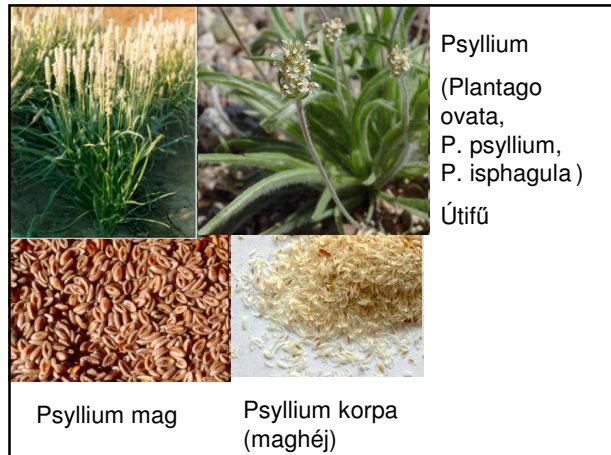 Psyllium
(Plantago
ovata,
P. psyllium,
P. isphagula )
Útifű
Psyllium mag
Psyllium korpa
(maghéj)